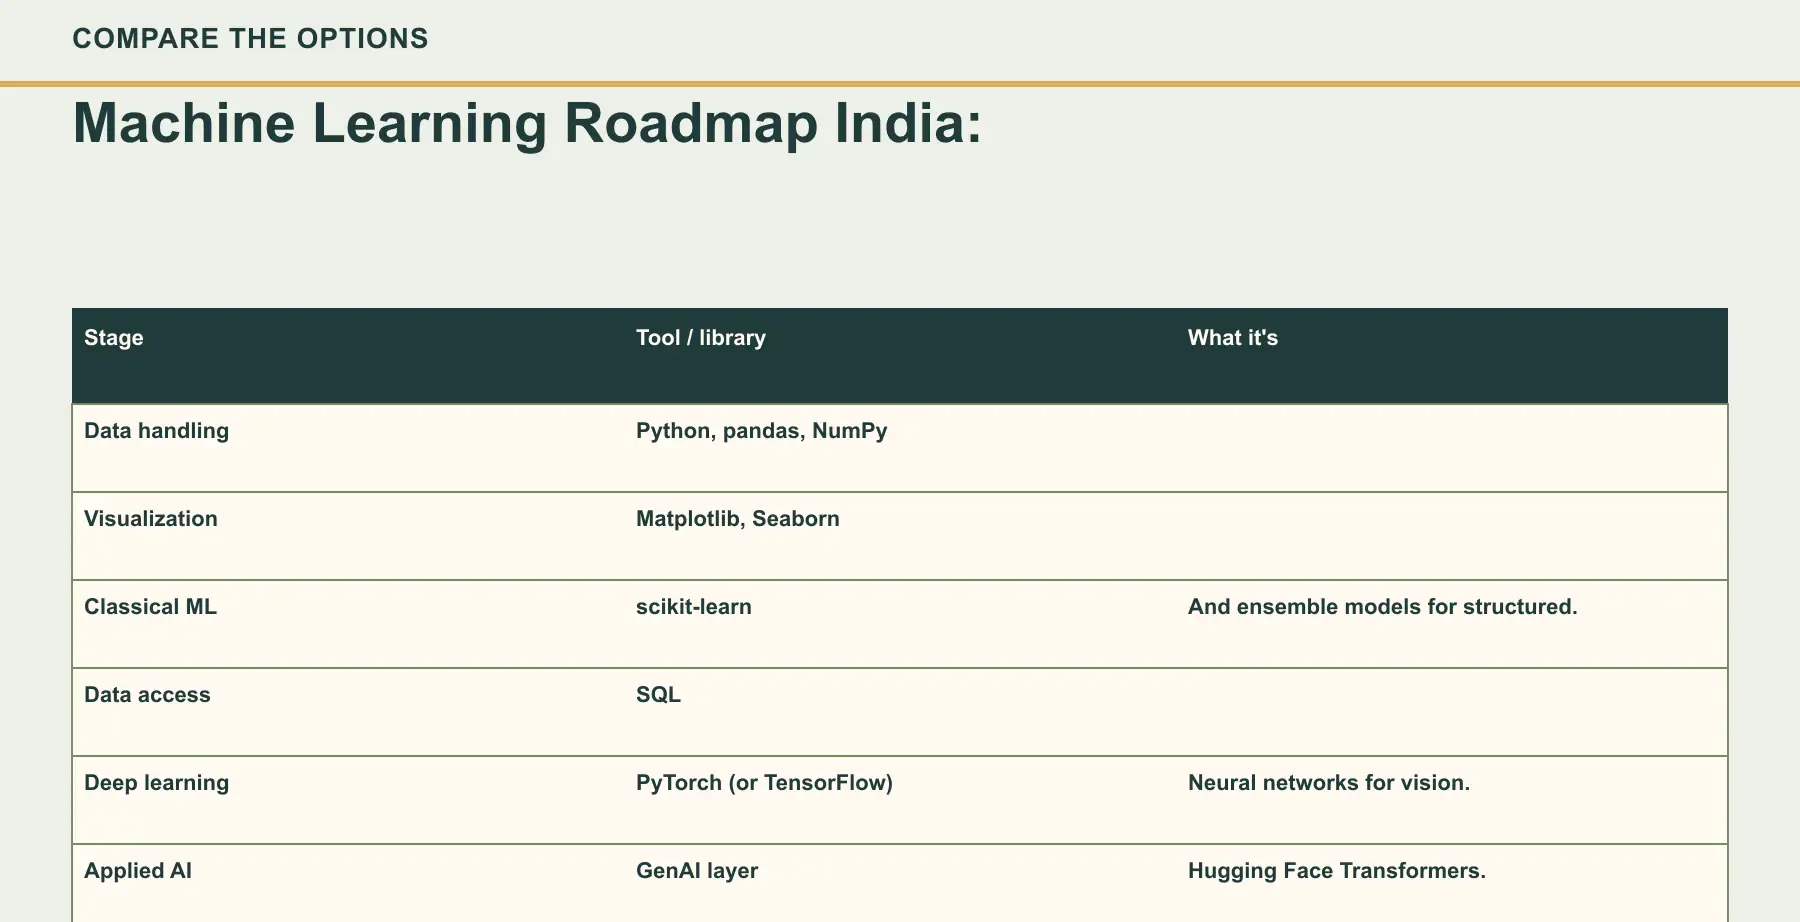 COMPARE THE OPTIONS
Machine Learning Roadmap India:
Stage Tool / library What it's
Data handling Python, pandas, NumPy
Visualization Matplotlib, Seaborn
Classical ML scikit-learn And ensemble models for structured.
Data access SQL
Deep learning PyTorch (or TensorFlow) Neural networks for vision.
Applied AI GenAI layer Hugging Face Transformers.